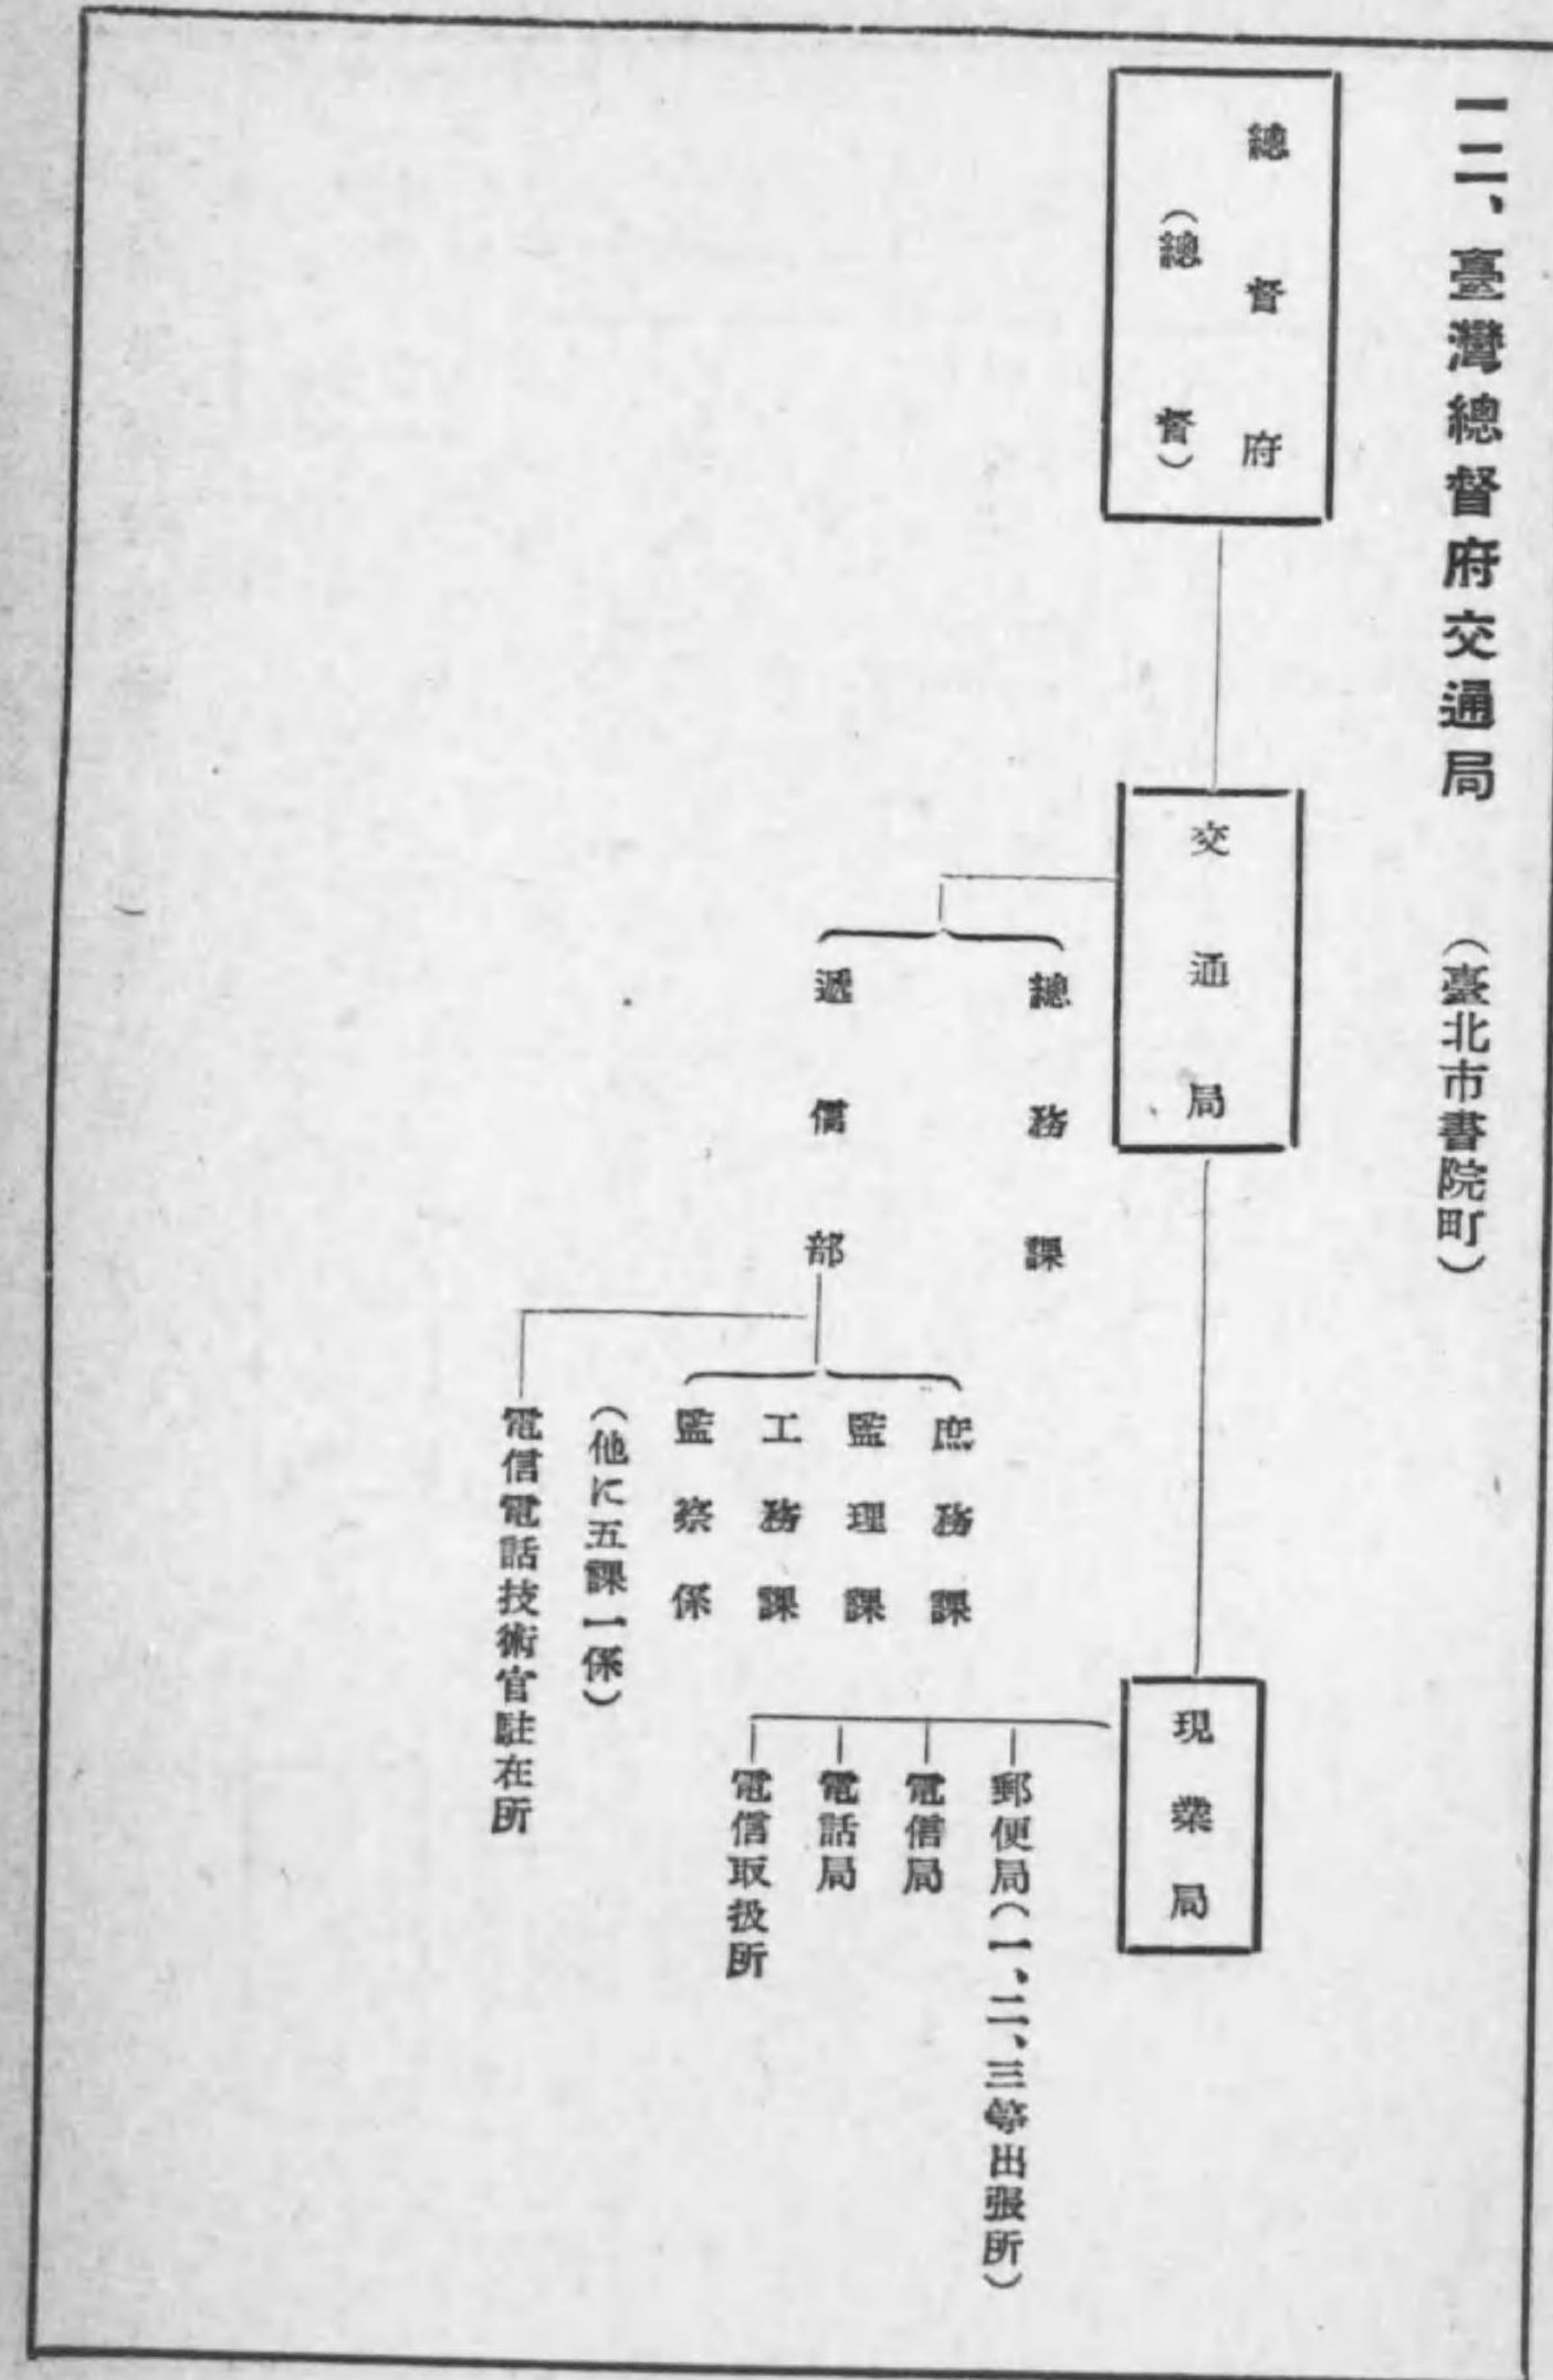 一二、臺灣總督府交通局 （臺北市書院町）
總督府
（總督）
交通局
總務課
遞信部
庶務課
監理課
工務課
監察係
（他に五課一係）
電信電話技術官駐在所
現業局
郵便局（一、二、三等出張所）
電信局
電話局
電信取扱所